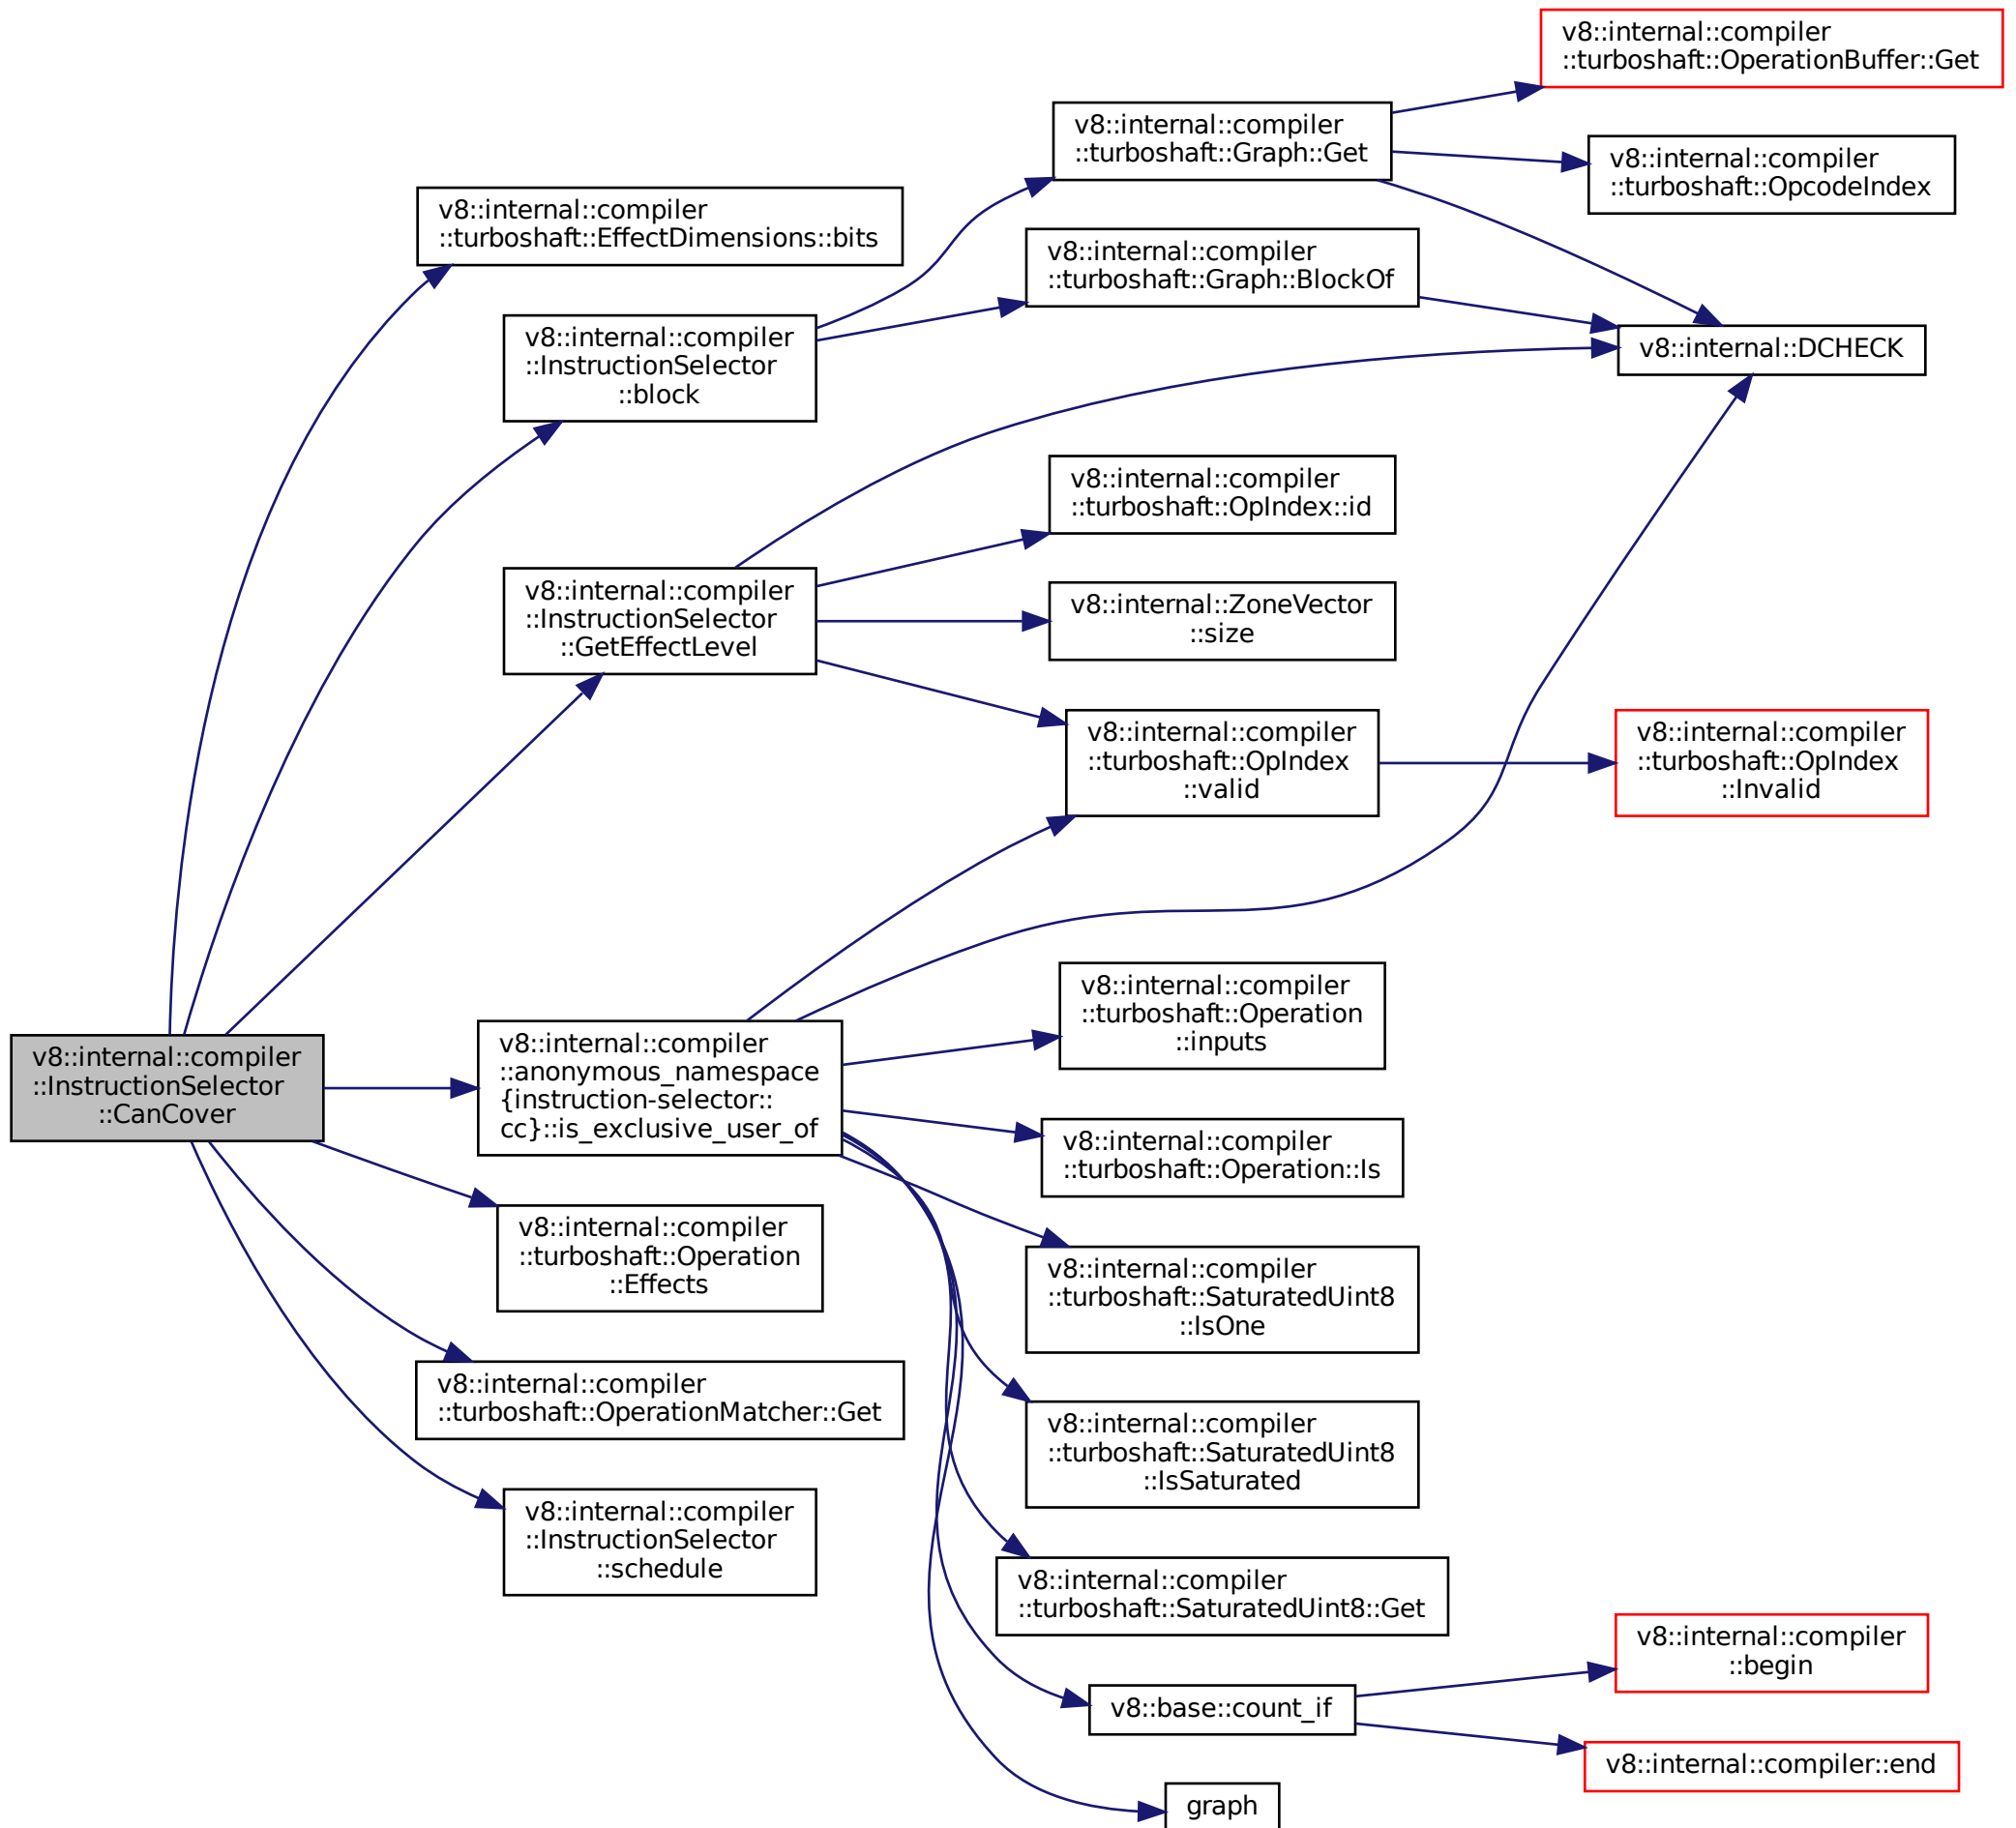 v8::internal::compiler
::turboshaft::OperationBuffer::Get
v8::internal::compiler
::turboshaft::Graph::Get
v8::internal::compiler
::turboshaft::OpcodeIndex
v8::internal::compiler
::turboshaft::EffectDimensions::bits
v8::internal::compiler
::turboshaft::Graph::BlockOf
v8::internal::compiler
::InstructionSelector
::block
v8::internal::DCHECK
v8::internal::compiler
::turboshaft::OpIndex::id
v8::internal::compiler
::InstructionSelector
::GetEffectLevel
v8::internal::ZoneVector
::size
v8::internal::compiler
::turboshaft::OpIndex
::valid
v8::internal::compiler
::turboshaft::OpIndex
::Invalid
v8::internal::compiler
::turboshaft::Operation
::inputs
v8::internal::compiler
::InstructionSelector
::CanCover
v8::internal::compiler
::anonymous_namespace
{instruction-selector::
cc}::is_exclusive_user_of
v8::internal::compiler
::turboshaft::Operation::Is
v8::internal::compiler
::turboshaft::Operation
::Effects
v8::internal::compiler
::turboshaft::SaturatedUint8
::IsOne
v8::internal::compiler
::turboshaft::OperationMatcher::Get
v8::internal::compiler
::turboshaft::SaturatedUint8
::IsSaturated
v8::internal::compiler
::InstructionSelector
::schedule
v8::internal::compiler
::turboshaft::SaturatedUint8::Get
v8::internal::compiler
::begin
v8::base::count_if
v8::internal::compiler::end
graph